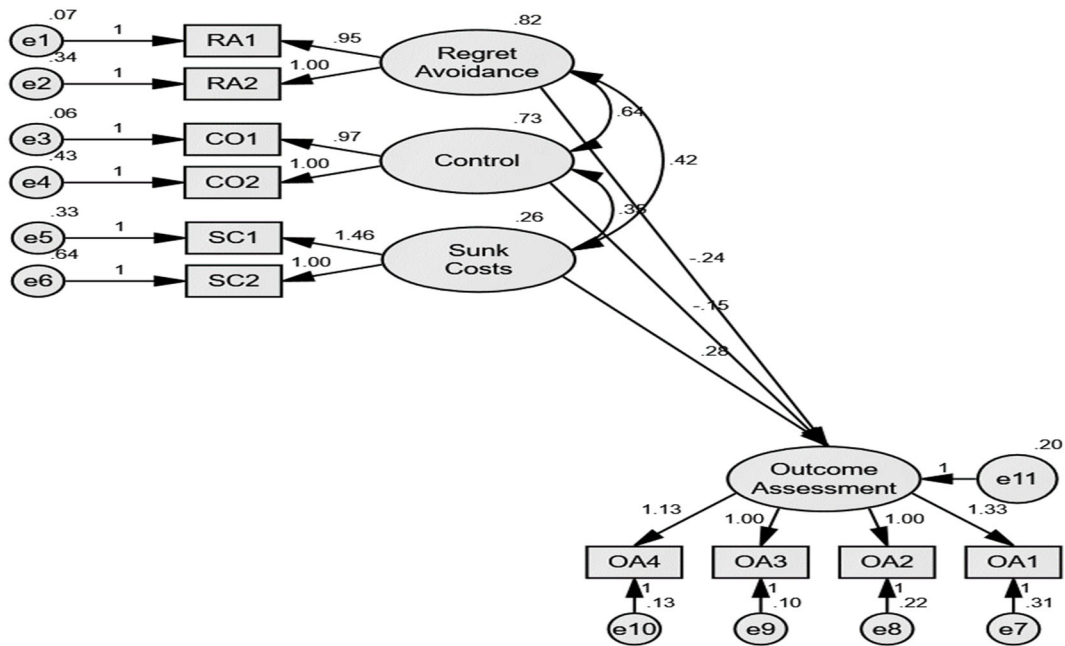 .07
.82
e1
1
RA1
.95
Regret
Avoidance
.34
e2
1
RA2
1.00
.64
.06
.73
e3
1
CO1
.97
Control
.42
.43
e4
1
CO2
1.00
.33
.26
e5
1
SC1
1.46
Sunk
Costs
.64
e6
1
SC2
1.00
-.24
-.15
.28
.20
Outcome
Assessment
1
e11
1.13
1.00
1.00
1.33
OA4
OA3
OA2
OA1
1
1
1
1
.13
.10
.22
.31
e10
e9
e8
e7